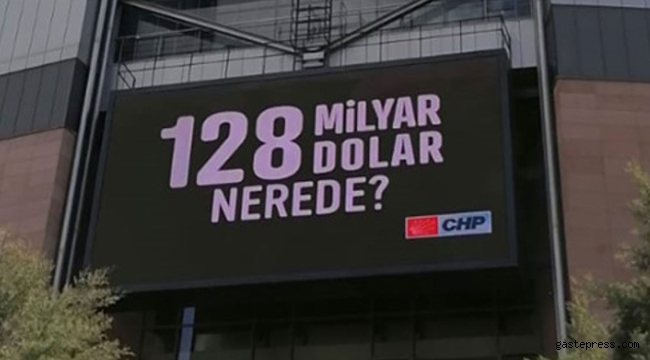 128 MİLYAR
DOLAR
NEREDE?
CHP
gastepress.com